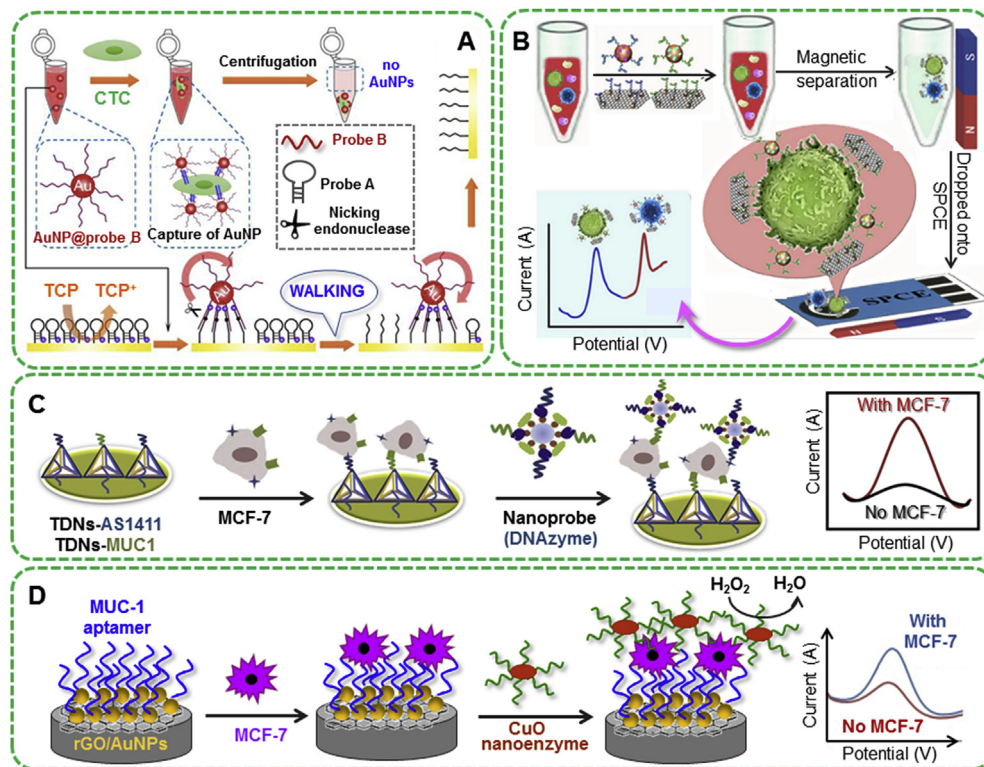 A
CTC
Centrifugation
no
AuNPs
Au
AuNP@probe B
Capture of AuNP
Probe B
Probe A
Nicking
endonuclease
TCP
TCP+
Au
WALKING
Au
B
Magnetic
separation
S
N
Dropped onto
SPCE
Current (A)
Potential (V)
SPCE
N
S
C
TDNs-AS1411
TDNs-MUC1
MCF-7
Nanoprobe
(DNAzyme)
Current (A)
With MCF-7
No MCF-7
Potential (V)
D
MUC-1
aptamer
rGO/AuNPs
MCF-7
CuO
nanoenzyme
H₂O₂
H₂O
Current (A)
With
MCF-7
No MCF-7
Potential (V)